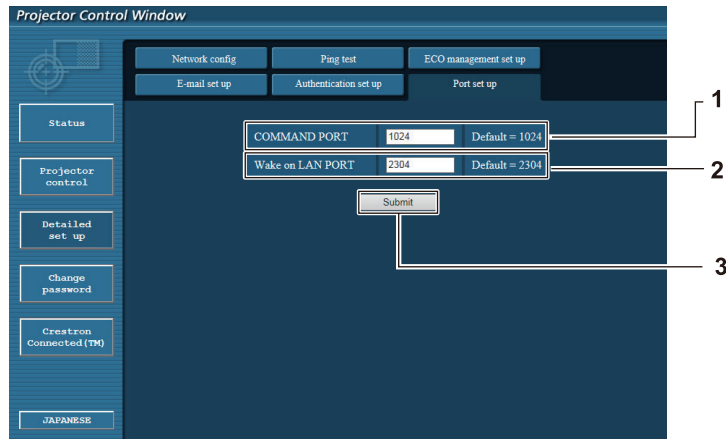 Projector Control Window
Network config
Ping test
ECO management set up
E-mail set up
Authentication set up
Port set up
Status
Projector
control
Detailed
set up
Change
password
Crestron
Connected(TM)
JAPANESE
COMMAND PORT 1024 Default = 1024
Wake on LAN PORT 2304 Default = 2304
Submit
1
2
3